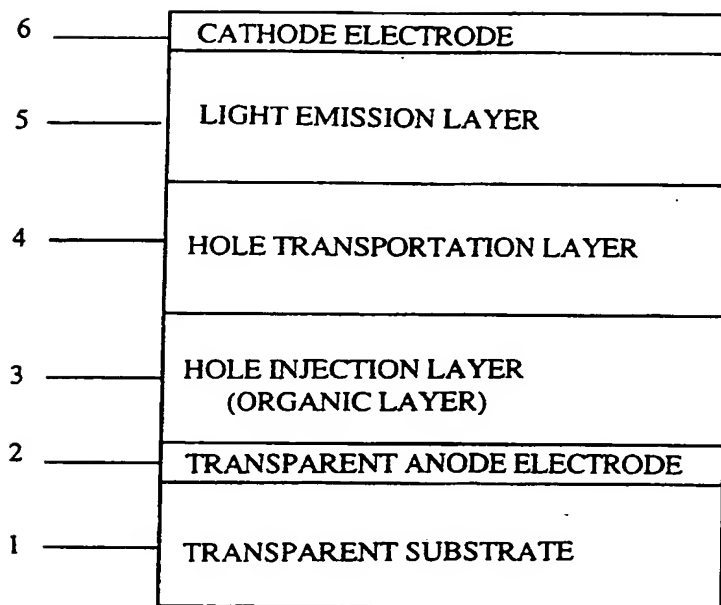 6 CATHODE ELECTRODE
5 LIGHT EMISSION LAYER
4 HOLE TRANSPORTATION LAYER
3 HOLE INJECTION LAYER
(ORGANIC LAYER)
2 TRANSPARENT ANODE ELECTRODE
1 TRANSPARENT SUBSTRATE